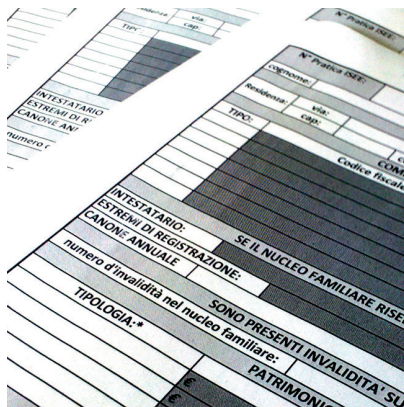 TIPO:
via:
cap:
INTESTATARIO
ESTREMI DI
CANONE
numero
N° Pratica ISEE:
N° Pratica ISEE:
cognome:
Residenza:
via:
cap:
TIPO:
Codice fiscale
INTESTATARIO:
SE IL NUCLEO FAMILIARE
ESTREMI DI REGISTRAZIONE:
CANONE ANNUALE
SONO PRESENTI INVALIDITA'
numero d'invalidità nel nucleo familiare:
TIPOLOGIA:*
€
€